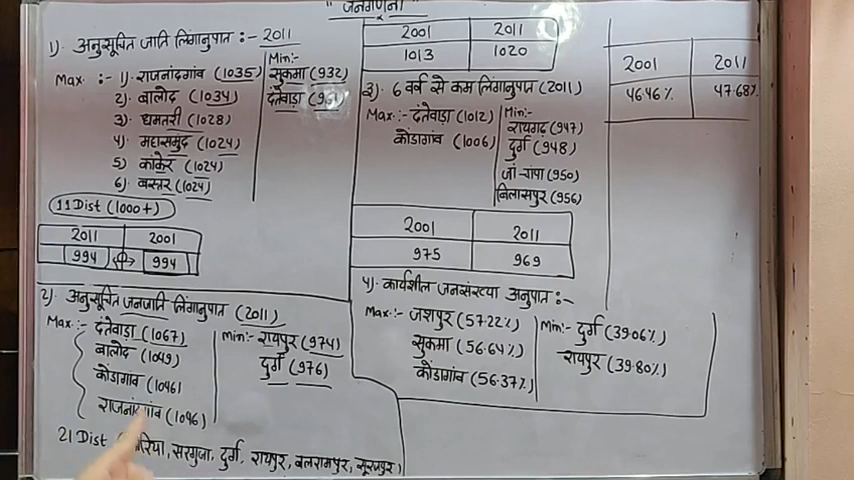 "जनगणना"
1). अनुसूचित जाति लिंगानुपात :- 2011
Max :- 1). राजनांदगांव (1035)
2). बालोद (1034)
3). धमतरी (1028)
4). महासमुंद (1024)
5). कांकेर (1024)
6). बस्तर (1024)
Min:-
सुकमा (932)
दंतेवाड़ा (961)
11 Dist (1000+)
2011 2001
994 994
2). अनुसूचित जनजाति लिंगानुपात (2011)
Max :- दंतेवाड़ा (1067)
बालोद (1049)
कोंडागांव (1046)
राजनांदगांव (1046)
Min:- रायपुर (974)
दुर्ग (976)
21 Dist सरगुजा, दुर्ग, रायपुर, बलरामपुर, सूरजपुर)
2001 2011
1013 1020
3). 6 वर्ष से कम लिंगानुपात (2011)
Max:- दंतेवाड़ा (1012)
कोंडागांव (1006)
Min:-
रायगढ़ (947)
दुर्ग (948)
जां-चांपा (950)
बिलासपुर (956)
2001 2011
975 969
4). कार्यशील जनसंख्या अनुपात :-
Max:- जशपुर (57.22%)
सुकमा (56.64%)
कोंडागांव (56.37%)
Min:- दुर्ग (39.06%)
रायपुर (39.80%)
2001 2011
46.46% 47.68%